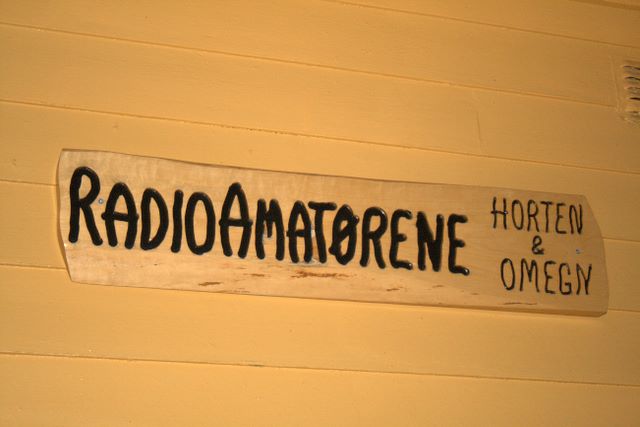 RADIOAMATØRENE
HORTEN
&
OMEGN